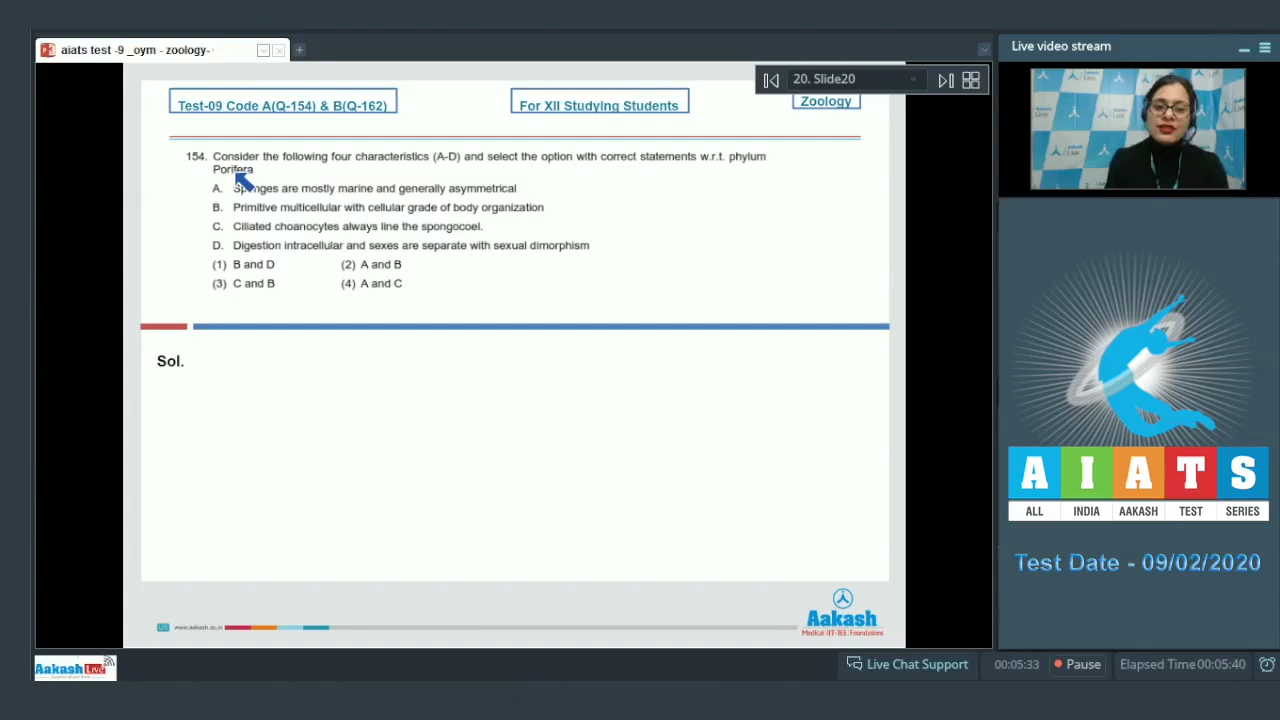 aiats test -9 _oym - zoology-
20. Slide20
Live video stream
Test-09 Code A(Q-154) & B(Q-162)
For XII Studying Students
Zoology
154. Consider the following four characteristics (A-D) and select the option with correct statements w.r.t. phylum
Porifera
A. Sponges are mostly marine and generally asymmetrical
B. Primitive multicellular with cellular grade of body organization
C. Ciliated choanocytes always line the spongocoel.
D. Digestion intracellular and sexes are separate with sexual dimorphism
(1) B and D (2) A and B
(3) C and B (4) A and C
Sol.
A I A T S
ALL INDIA AAKASH TEST SERIES
Test Date - 09/02/2020
www.aakash.ac.in
Aakash
Medical|IIT-JEE|Foundations
Aakash Live
Live Chat Support
00:05:33
Pause
Elapsed Time 00:05:40